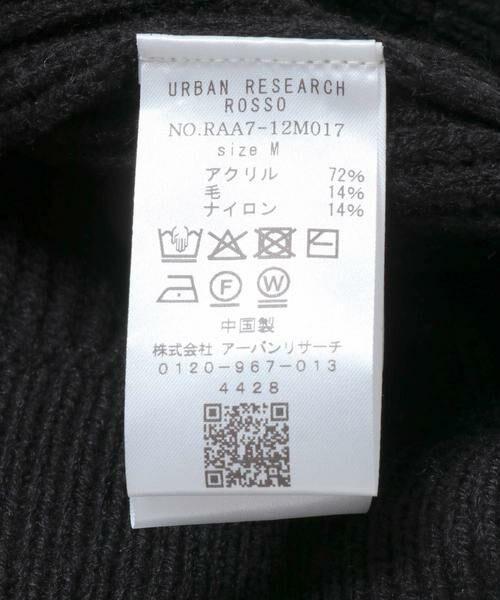 URBAN RESEARCH
ROSSO
NO.RAA7-12M017
size M
アクリル 72%
毛 14%
ナイロン 14%
F W
中国製
株式会社 アーバンリサーチ
0120-967-013
4428